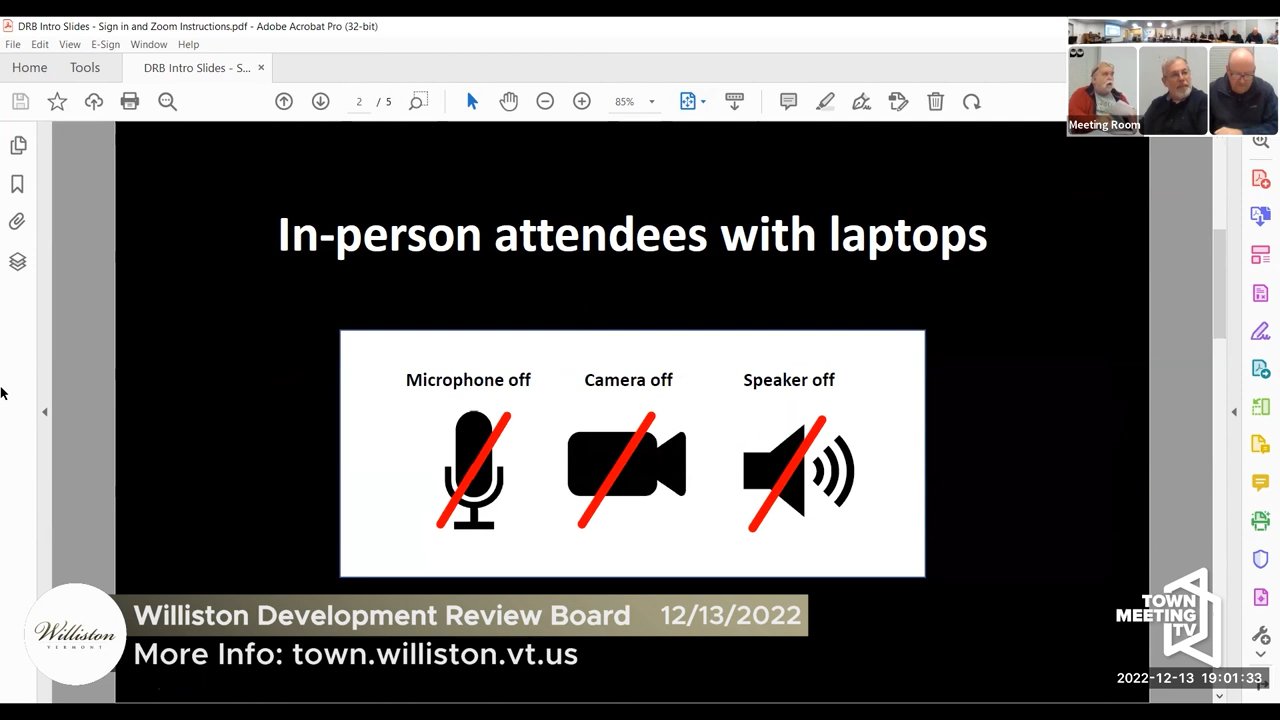 DRB Intro Slides - Sign in and Zoom Instructions.pdf - Adobe Acrobat Pro (32-bit)
File Edit View E-Sign Window Help
Home Tools DRB Intro Slides - S... ×
2 / 5 85%
Meeting Room
In-person attendees with laptops
Microphone off Camera off Speaker off
Williston Development Review Board 12/13/2022
Williston
VERMONT
More Info: town.williston.vt.us
TOWN
MEETING
TV
2022-12-13 19:01:33